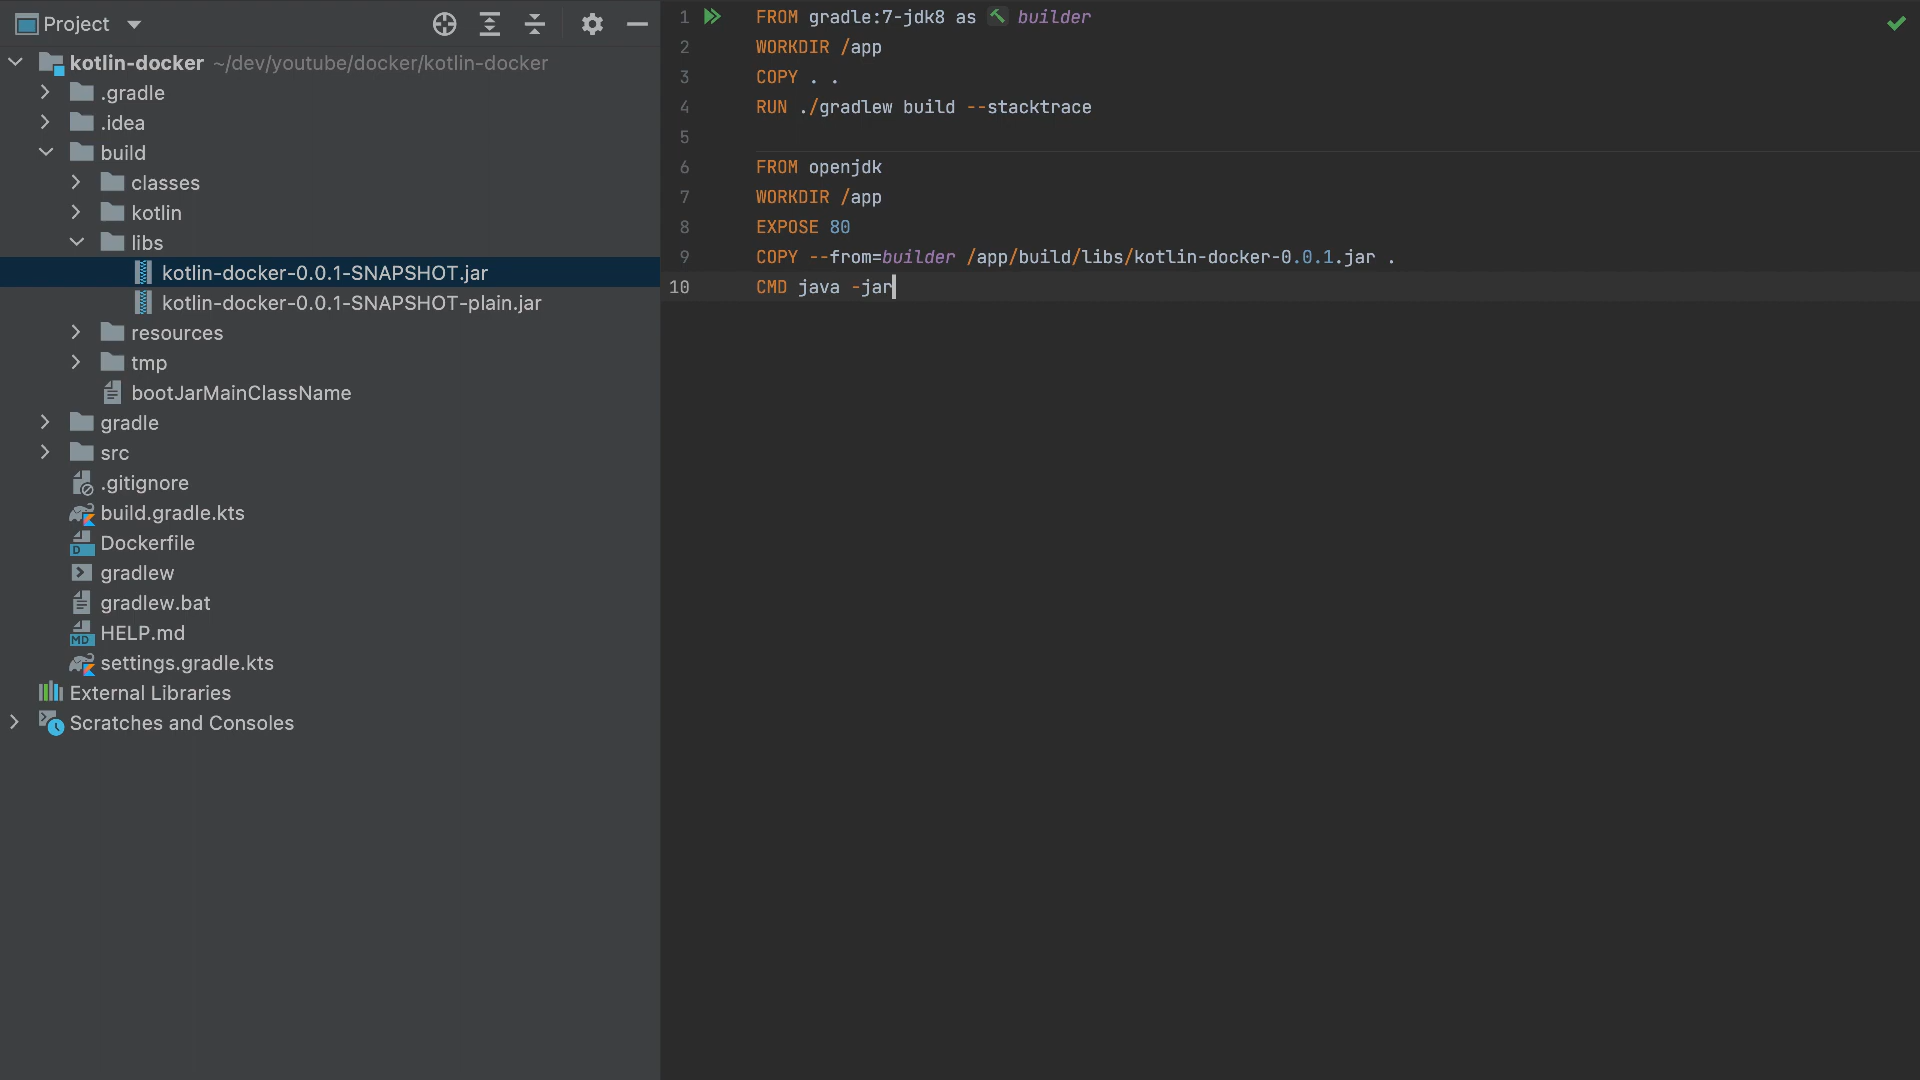 Project
kotlin-docker ~/dev/youtube/docker/kotlin-docker
.gradle
.idea
build
classes
kotlin
libs
kotlin-docker-0.0.1-SNAPSHOT.jar
kotlin-docker-0.0.1-SNAPSHOT-plain.jar
resources
tmp
bootJarMainClassName
gradle
src
.gitignore
build.gradle.kts
D Dockerfile
gradlew
gradlew.bat
MD HELP.md
settings.gradle.kts
External Libraries
Scratches and Consoles
1 FROM gradle:7-jdk8 as builder
2 WORKDIR /app
3 COPY . .
4 RUN ./gradlew build --stacktrace
5
6 FROM openjdk
7 WORKDIR /app
8 EXPOSE 80
9 COPY --from=builder /app/build/libs/kotlin-docker-0.0.1.jar .
10 CMD java -jar